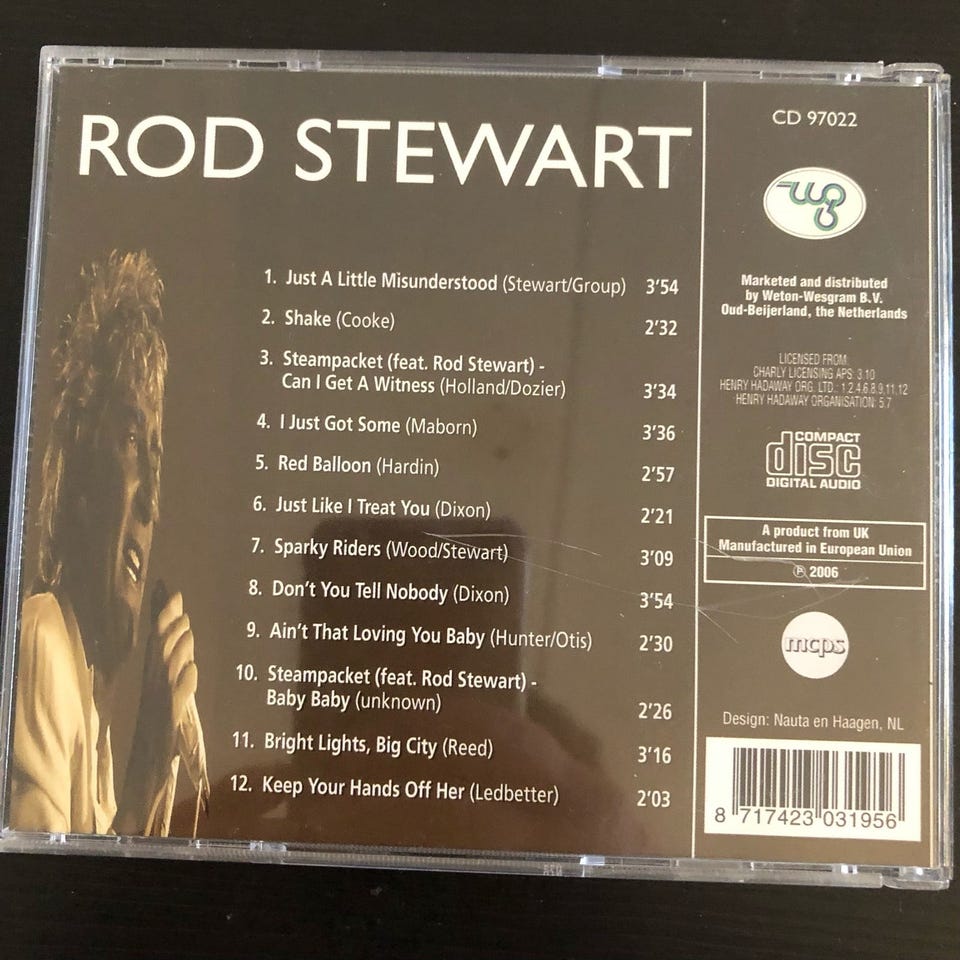 ROD STEWART
1. Just A Little Misunderstood (Stewart/Group) 3'54
2. Shake (Cooke) 2'32
3. Steampacket (feat. Rod Stewart) -
Can I Get A Witness (Holland/Dozier) 3'34
4. I Just Got Some (Maborn) 3'36
5. Red Balloon (Hardin) 2'57
6. Just Like I Treat You (Dixon) 2'21
7. Sparky Riders (Wood/Stewart) 3'09
8. Don't You Tell Nobody (Dixon) 3'54
9. Ain't That Loving You Baby (Hunter/Otis) 2'30
10. Steampacket (feat. Rod Stewart) -
Baby Baby (unknown) 2'26
11. Bright Lights, Big City (Reed) 3'16
12. Keep Your Hands Off Her (Ledbetter) 2'03
CD 97022
Marketed and distributed
by Weton-Wesgram B.V.
Oud-Beijerland, the Netherlands
LICENSED FROM
CHARLY LICENSING APS: 3,10
HENRY HADAWAY ORG. LTD.: 1,2,4,6,8,9,11,12
HENRY HADAWAY ORGANISATION: 5,7
COMPACT
disc
DIGITAL AUDIO
A product from UK
Manufactured in European Union
℗ 2006
mcps
Design: Nauta en Haagen, NL
8 717423 031956